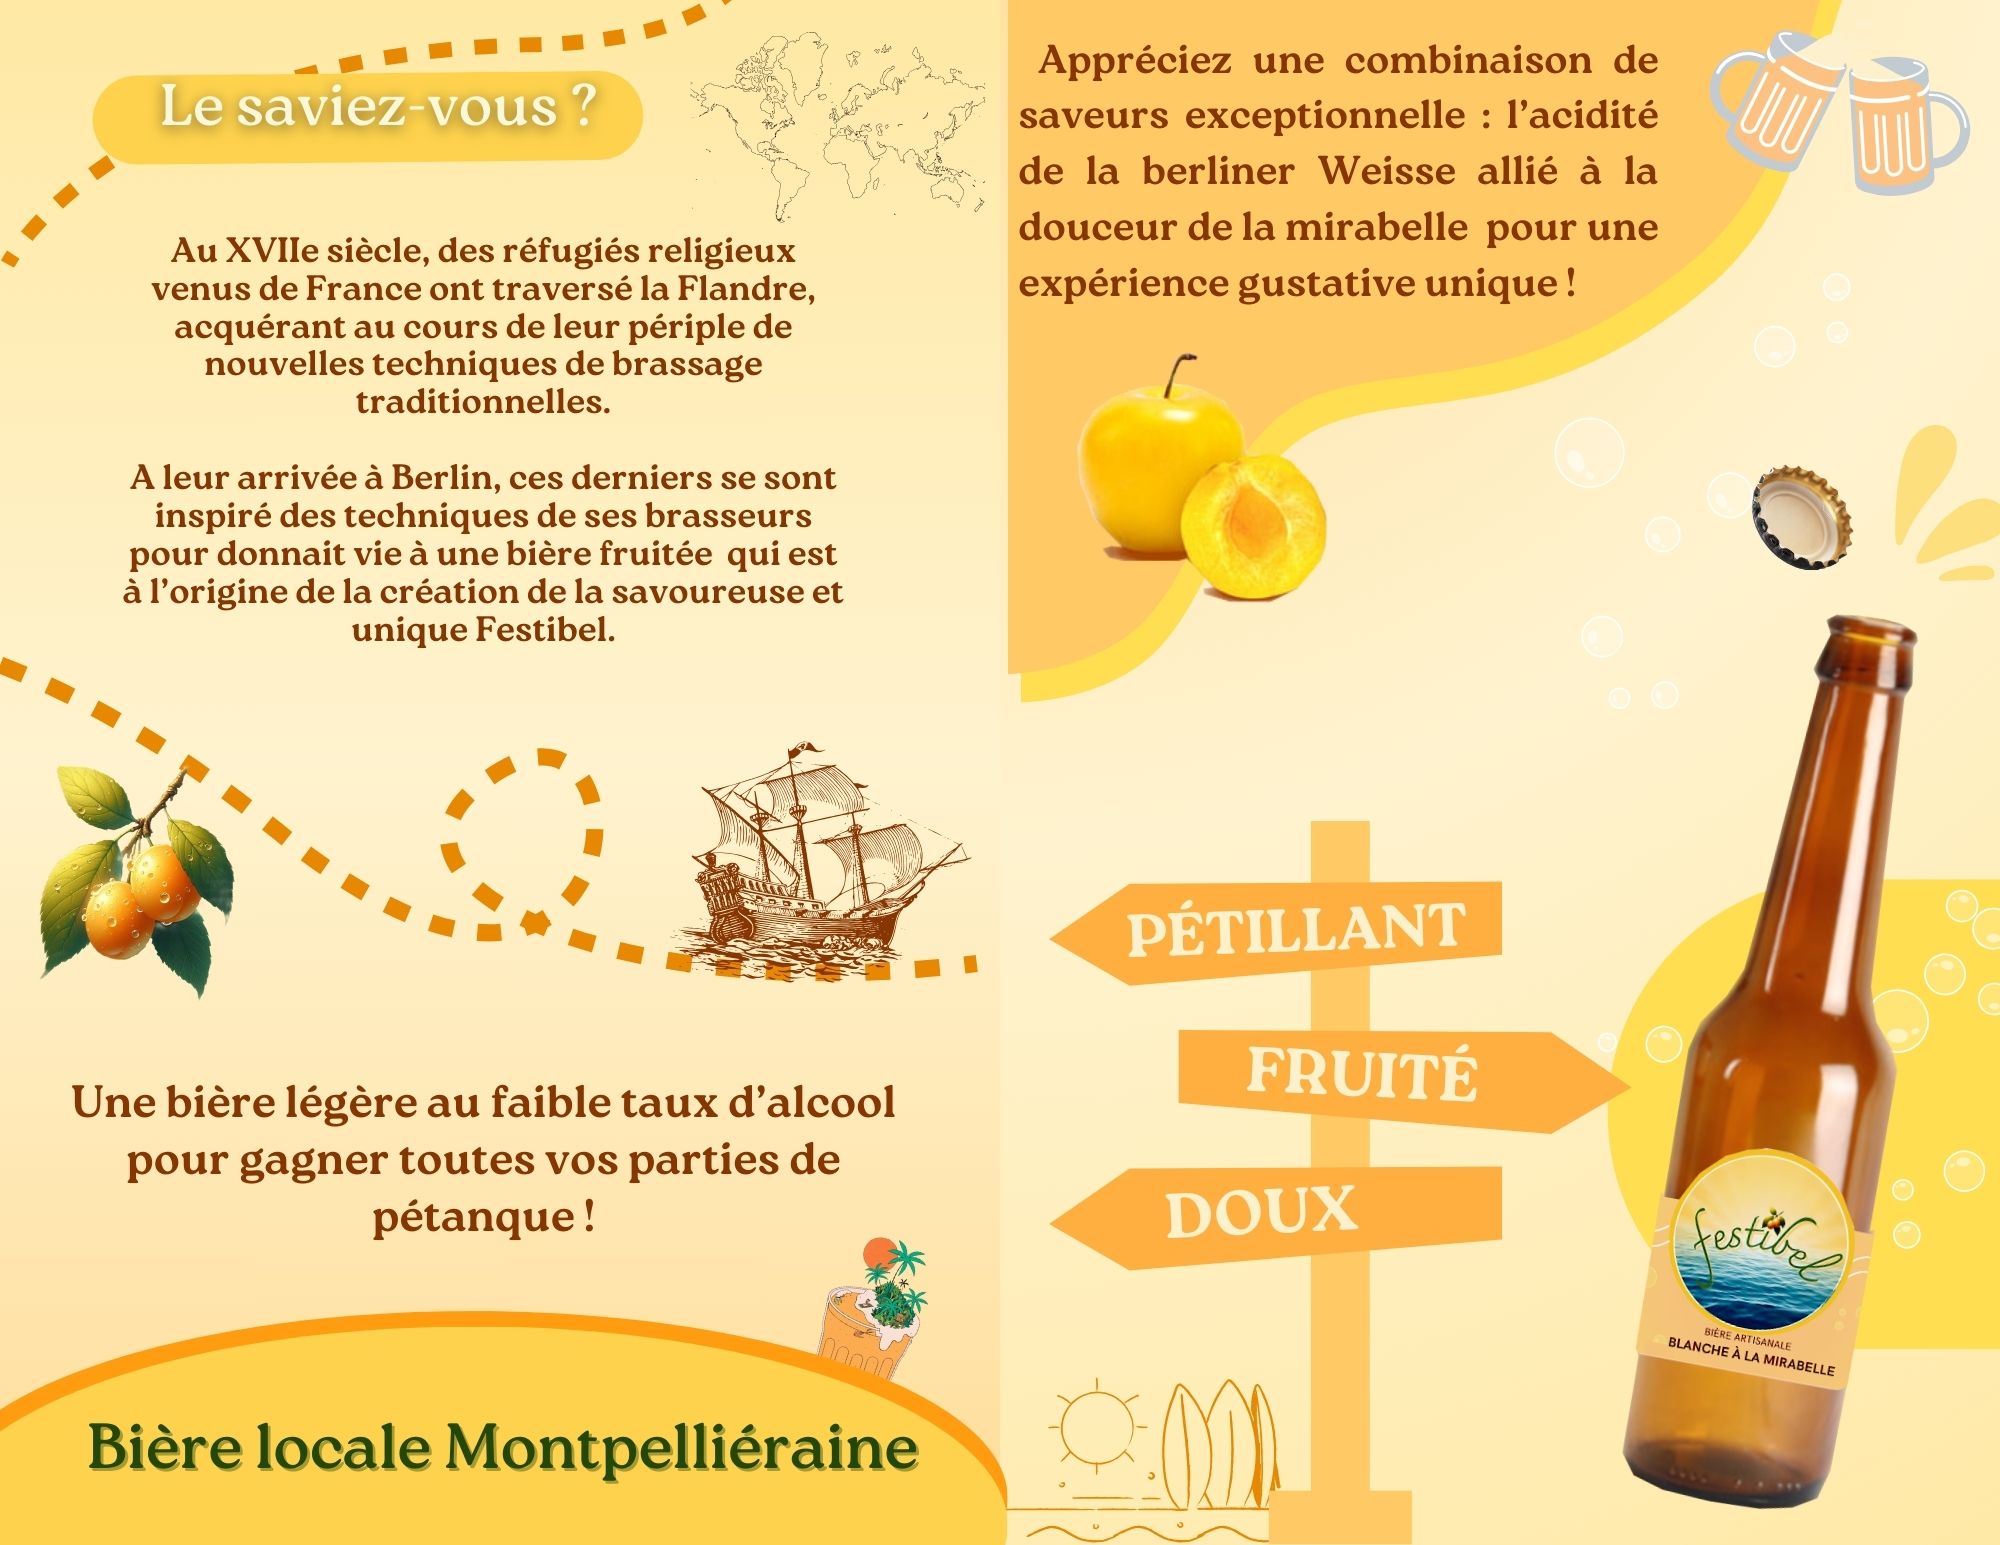 Le saviez-vous ?
Au XVIIe siècle, des réfugiés religieux
venus de France ont traversé la Flandre,
acquérant au cours de leur périple de
nouvelles techniques de brassage
traditionnelles.
A leur arrivée à Berlin, ces derniers se sont
inspiré des techniques de ses brasseurs
pour donnait vie à une bière fruitée qui est
à l'origine de la création de la savoureuse et
unique Festibel.
Une bière légère au faible taux d'alcool
pour gagner toutes vos parties de
pétanque !
Bière locale Montpelliéraine
Appréciez une combinaison de
saveurs exceptionnelle : l'acidité
de la berliner Weisse allié à la
douceur de la mirabelle pour une
expérience gustative unique !
PÉTILLANT
FRUITÉ
DOUX
festibel
BIÈRE ARTISANALE
BLANCHE À LA MIRABELLE